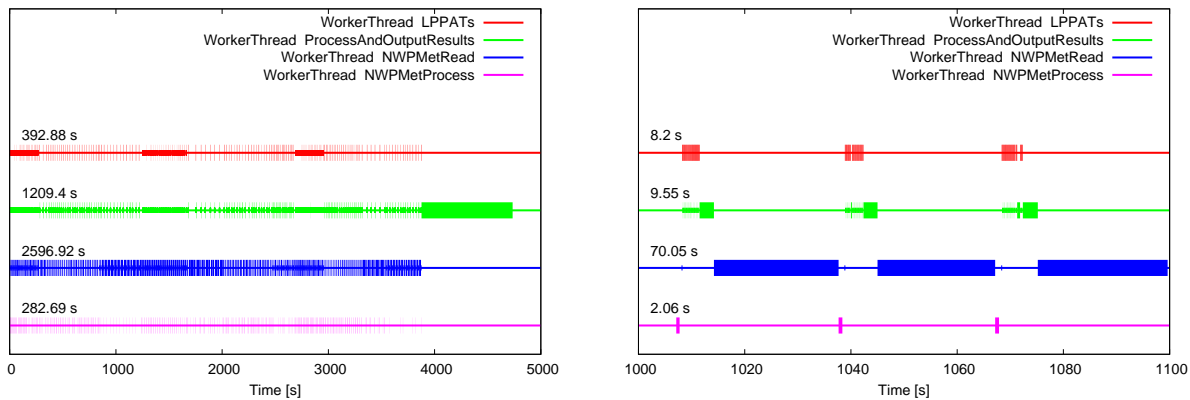 WorkerThread LPPATs
WorkerThread ProcessAndOutputResults
WorkerThread NWPMetRead
WorkerThread NWPMetProcess
392.88 s
1209.4 s
2596.92 s
282.69 s
0 1000 2000 3000 4000 5000
Time [s]
WorkerThread LPPATs
WorkerThread ProcessAndOutputResults
WorkerThread NWPMetRead
WorkerThread NWPMetProcess
8.2 s
9.55 s
70.05 s
2.06 s
1000 1020 1040 1060 1080 1100
Time [s]